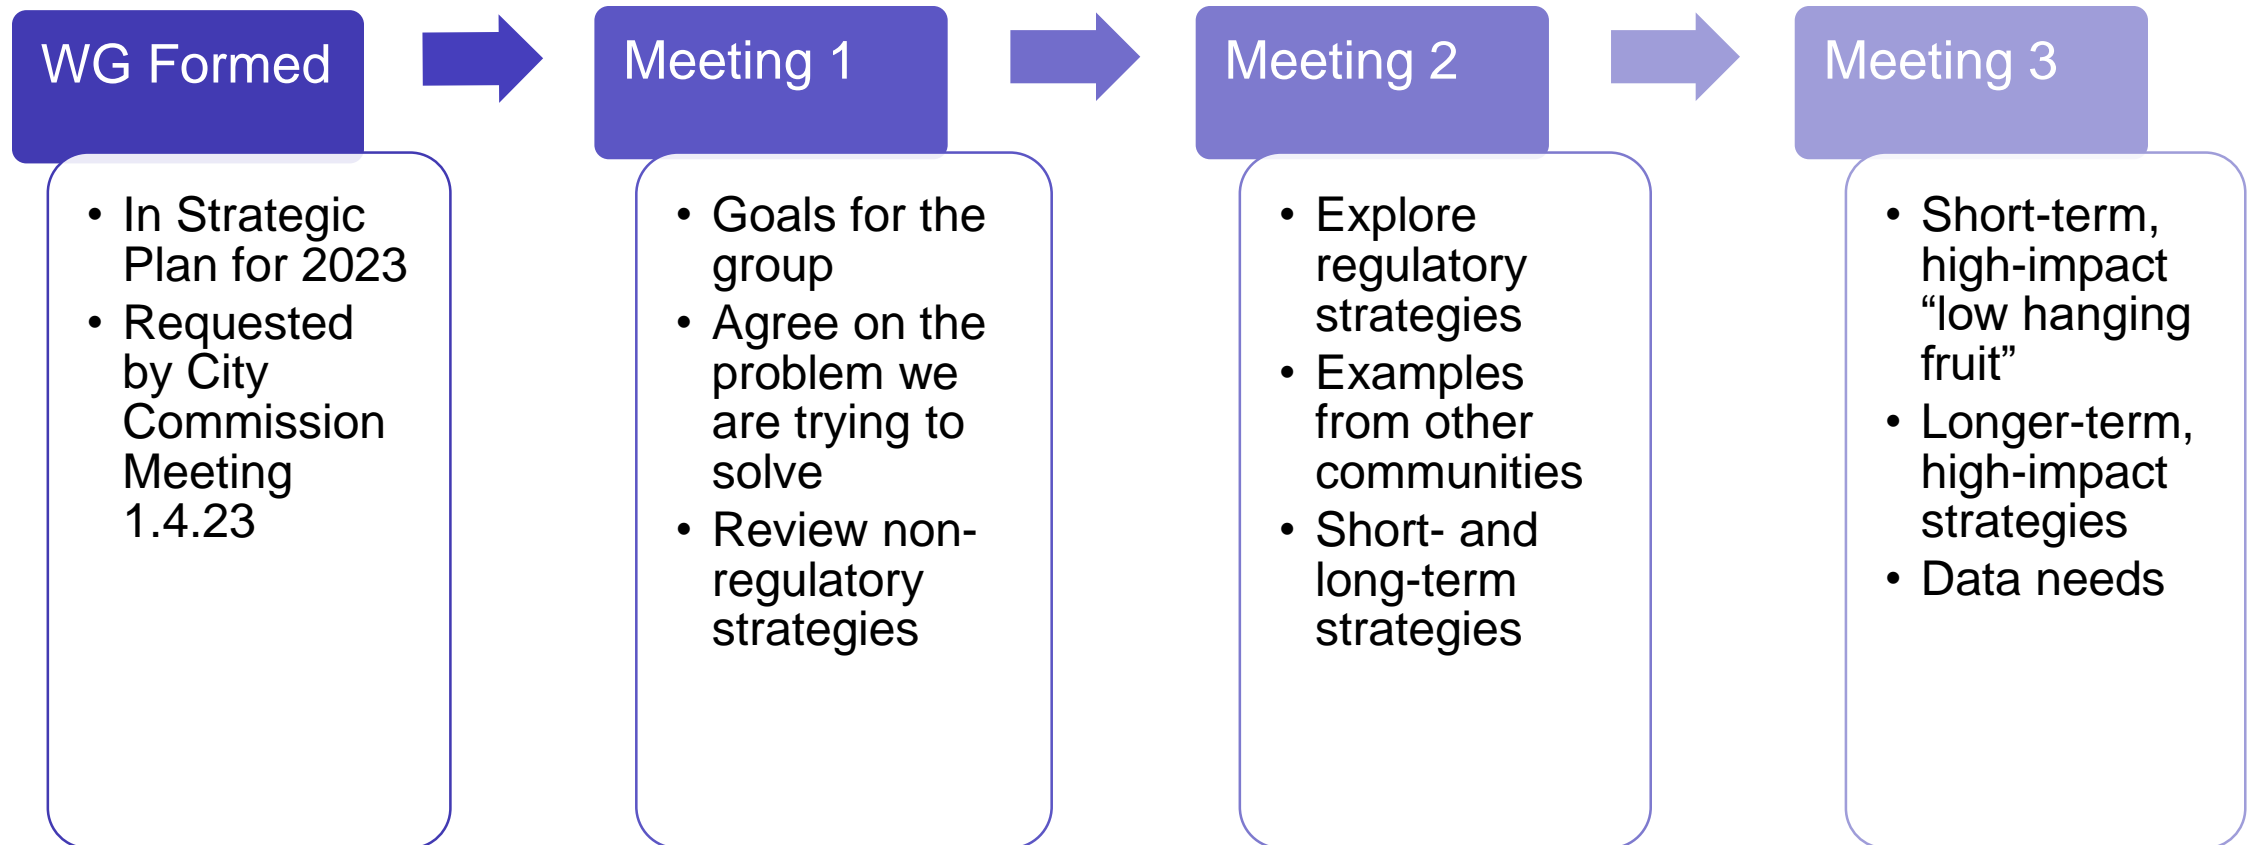 WG Formed
• In Strategic
Plan for 2023
• Requested
by City
Commission
Meeting
1.4.23
Meeting 1
• Goals for the
group
• Agree on the
problem we
are trying to
solve
• Review non-
regulatory
strategies
Meeting 2
• Explore
regulatory
strategies
• Examples
from other
communities
• Short- and
long-term
strategies
Meeting 3
• Short-term,
high-impact
“low hanging
fruit”
• Longer-term,
high-impact
strategies
• Data needs